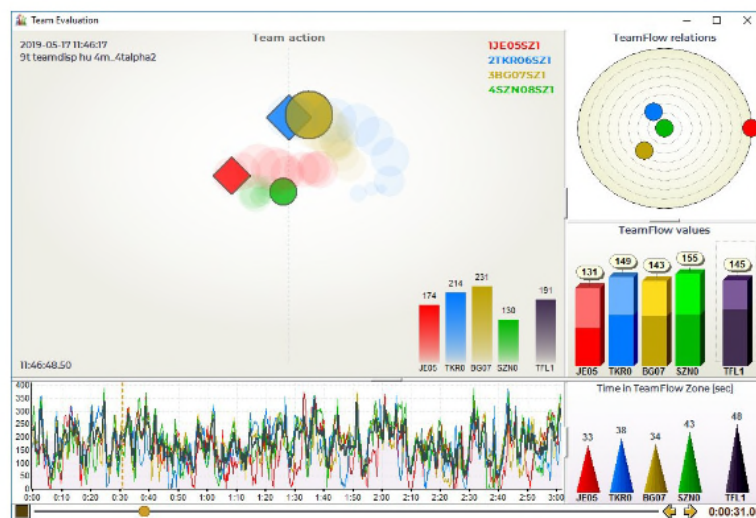 Team Evaluation
2019-05-17 11:46:17
9t teamdisp hu 4m_4talpha2
Team action
1JE05SZ1
2TKR06SZ1
3BG07SZ1
4SZN08SZ1
174
214
231
130
191
JE05 TKR0 BG07 SZN0 TFL1
11:46:48.50
TeamFlow relations
TeamFlow values
131
149
143
155
145
JE05 TKR0 BG07 SZN0 TFL1
400
350
300
250
200
150
100
50
0
0:00 0:10 0:20 0:30 0:40 0:50 1:00 1:10 1:20 1:30 1:40 1:50 2:00 2:10 2:20 2:30 2:40 2:50 3:00
Time in TeamFlow Zone [sec]
33
38
34
43
48
JE05 TKR0 BG07 SZN0 TFL1
0:00:31.0